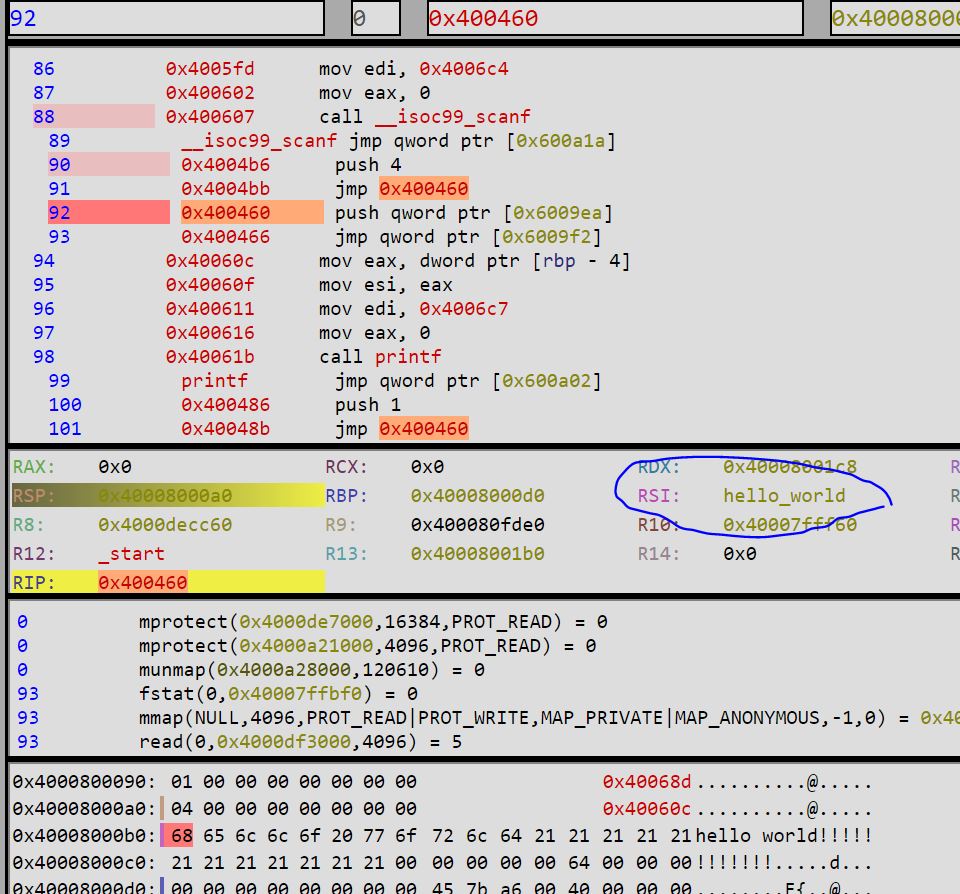 92 0 0x400460 0x40008000
86 0x4005fd mov edi, 0x4006c4
87 0x400602 mov eax, 0
88 0x400607 call __isoc99_scanf
89 __isoc99_scanf jmp qword ptr [0x600a1a]
90 0x4004b6 push 4
91 0x4004bb jmp 0x400460
92 0x400460 push qword ptr [0x6009ea]
93 0x400466 jmp qword ptr [0x6009f2]
94 0x40060c mov eax, dword ptr [rbp - 4]
95 0x40060f mov esi, eax
96 0x400611 mov edi, 0x4006c7
97 0x400616 mov eax, 0
98 0x40061b call printf
99 printf jmp qword ptr [0x600a02]
100 0x400486 push 1
101 0x40048b jmp 0x400460
RAX: 0x0 RCX: 0x0 RDX: 0x40008001c8
RSP: 0x40008000a0 RBP: 0x40008000d0 RSI: hello_world
R8: 0x4000decc60 R9: 0x400080fde0 R10: 0x40007fff60
R12: _start R13: 0x40008001b0 R14: 0x0
RIP: 0x400460
0 mprotect(0x4000de7000,16384,PROT_READ) = 0
0 mprotect(0x4000a21000,4096,PROT_READ) = 0
0 munmap(0x4000a28000,120610) = 0
93 fstat(0,0x40007ffbf0) = 0
93 mmap(NULL,4096,PROT_READ|PROT_WRITE,MAP_PRIVATE|MAP_ANONYMOUS,-1,0) = 0x40
93 read(0,0x4000df3000,4096) = 5
0x4000800090: 01 00 00 00 00 00 00 00 0x40068d ..........@.....
0x40008000a0: 04 00 00 00 00 00 00 00 0x40060c ..........@.....
0x40008000b0: 68 65 6c 6c 6f 20 77 6f 72 6c 64 21 21 21 21 21 hello world!!!!!
0x40008000c0: 21 21 21 21 21 21 21 00 00 00 00 00 64 00 00 00 !!!!!!!.....d...
0x40008000d0: 00 00 00 00 00 00 00 00 45 7b a6 00 40 00 00 00 ........E{..@...